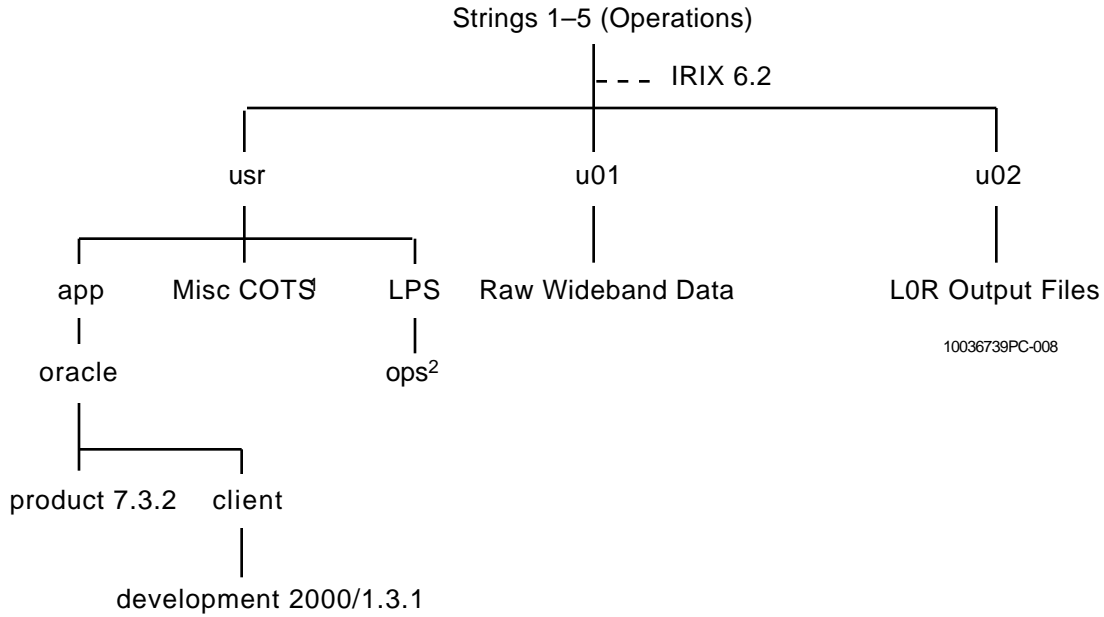 Strings 1–5 (Operations)
IRIX 6.2
usr
u01
u02
app
Misc COTS¹
LPS
Raw Wideband Data
L0R Output Files
10036739PC-008
oracle
ops²
product 7.3.2
client
development 2000/1.3.1